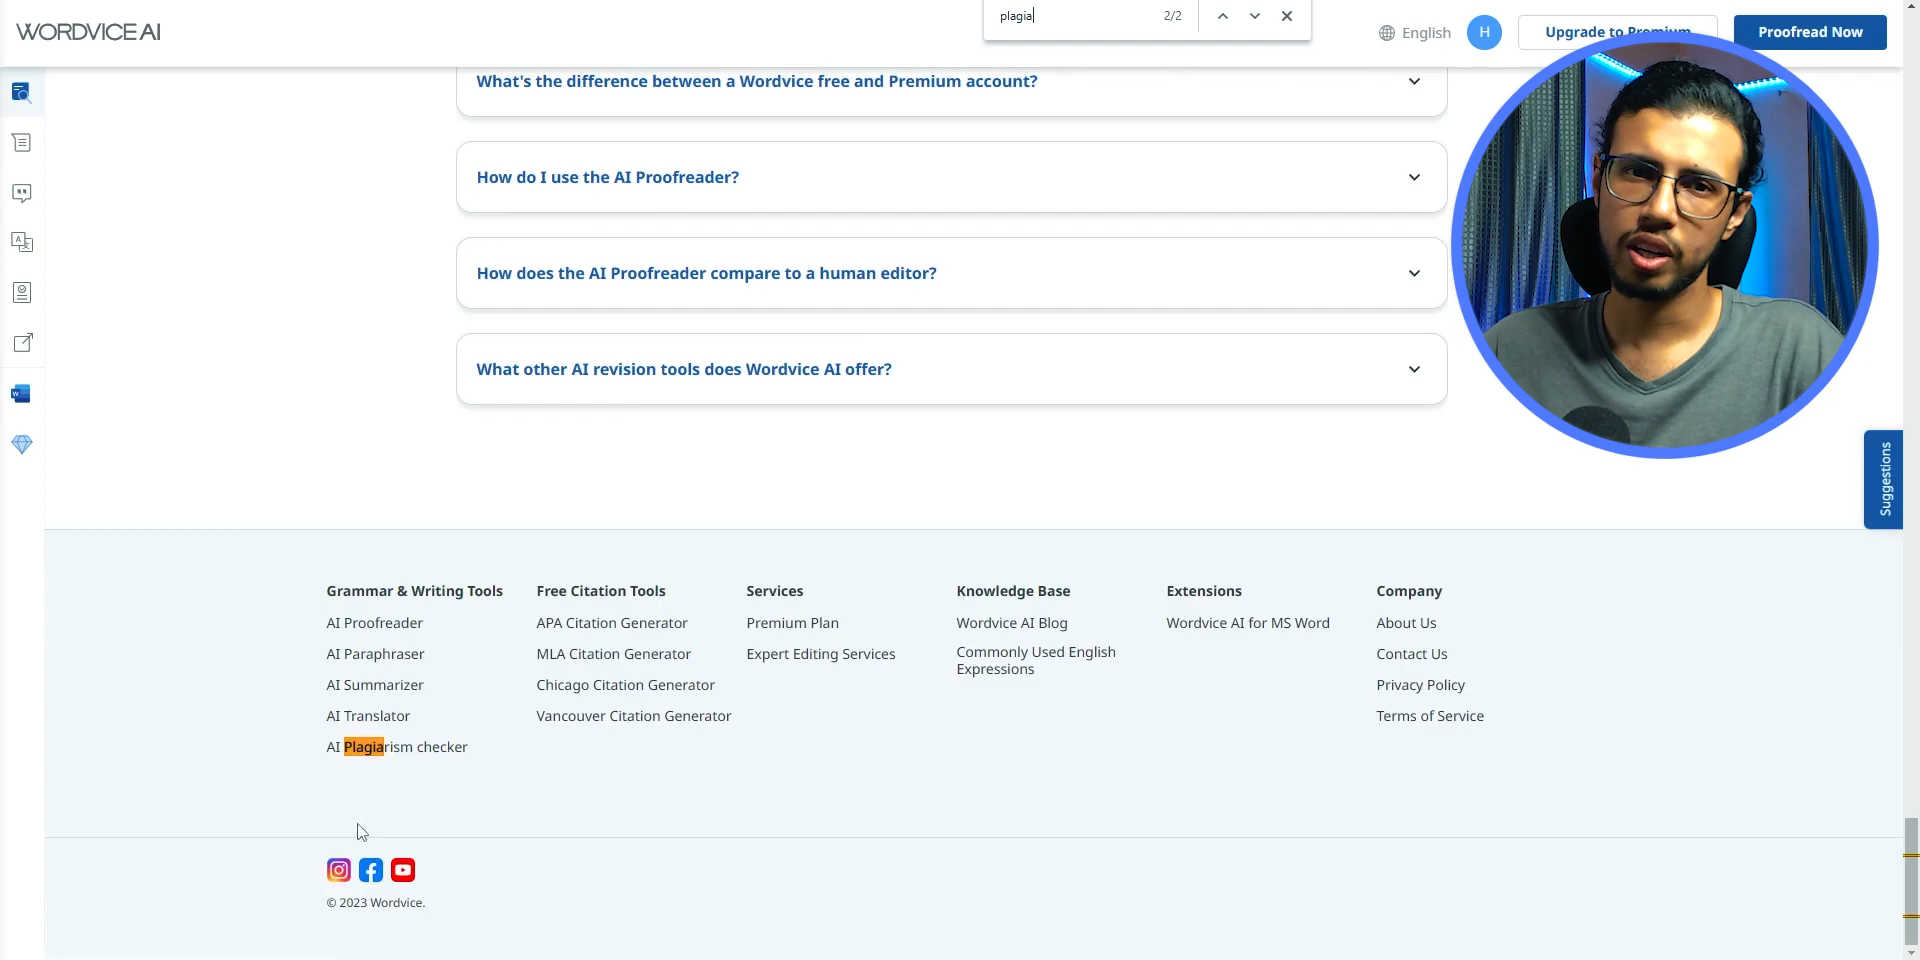 plagia 2/2
WORDVICE AI
English
H
Upgrade to Premium
Proofread Now
What's the difference between a Wordvice free and Premium account?
How do I use the AI Proofreader?
How does the AI Proofreader compare to a human editor?
What other AI revision tools does Wordvice AI offer?
Suggestions
Grammar & Writing Tools
AI Proofreader
AI Paraphraser
AI Summarizer
AI Translator
AI Plagiarism checker
Free Citation Tools
APA Citation Generator
MLA Citation Generator
Chicago Citation Generator
Vancouver Citation Generator
Services
Premium Plan
Expert Editing Services
Knowledge Base
Wordvice AI Blog
Commonly Used English
Expressions
Extensions
Wordvice AI for MS Word
Company
About Us
Contact Us
Privacy Policy
Terms of Service
© 2023 Wordvice.